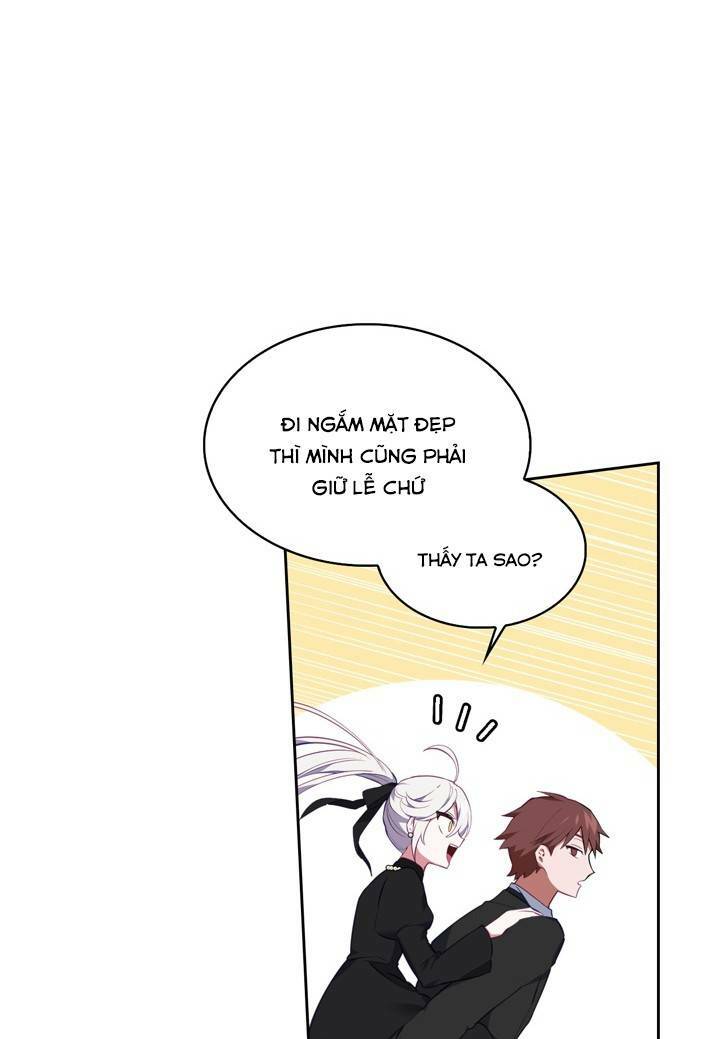 ĐI NGẮM MẶT ĐẸP
THÌ MÌNH CŨNG PHẢI
GIỮ LỄ CHỨ
THẤY TA SAO?